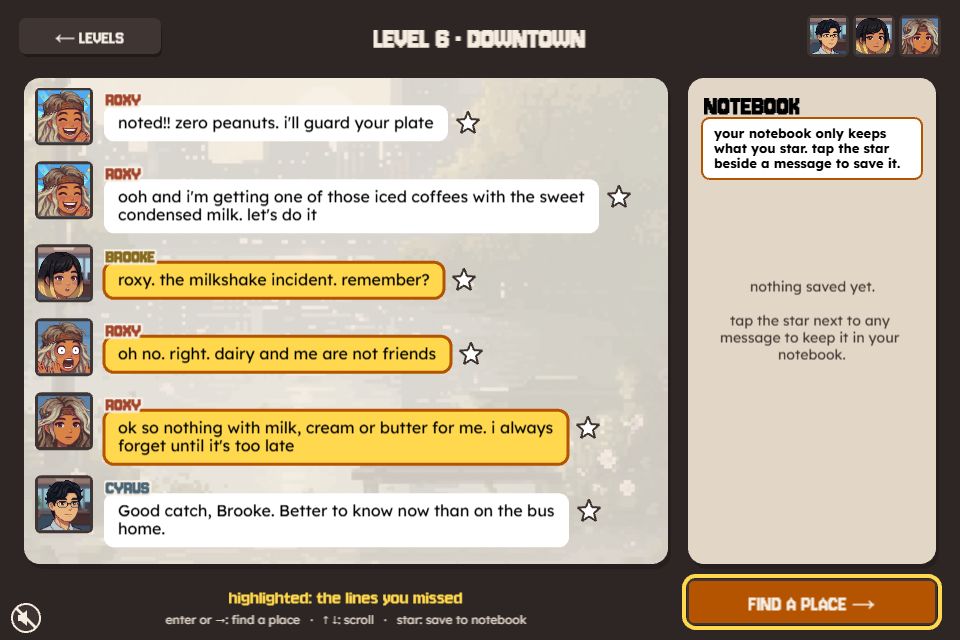 ← LEVELS
LEVEL 6 · DOWNTOWN
ROXY
noted!! zero peanuts. i'll guard your plate
ROXY
ooh and i'm getting one of those iced coffees with the sweet
condensed milk. let's do it
BROOKE
roxy. the milkshake incident. remember?
ROXY
oh no. right. dairy and me are not friends
ROXY
ok so nothing with milk, cream or butter for me. i always
forget until it's too late
CYRUS
Good catch, Brooke. Better to know now than on the bus
home.
NOTEBOOK
your notebook only keeps
what you star. tap the star
beside a message to save it.
nothing saved yet.
tap the star next to any
message to keep it in your
notebook.
highlighted: the lines you missed
enter or →: find a place · ↑ ↓: scroll · star: save to notebook
FIND A PLACE →